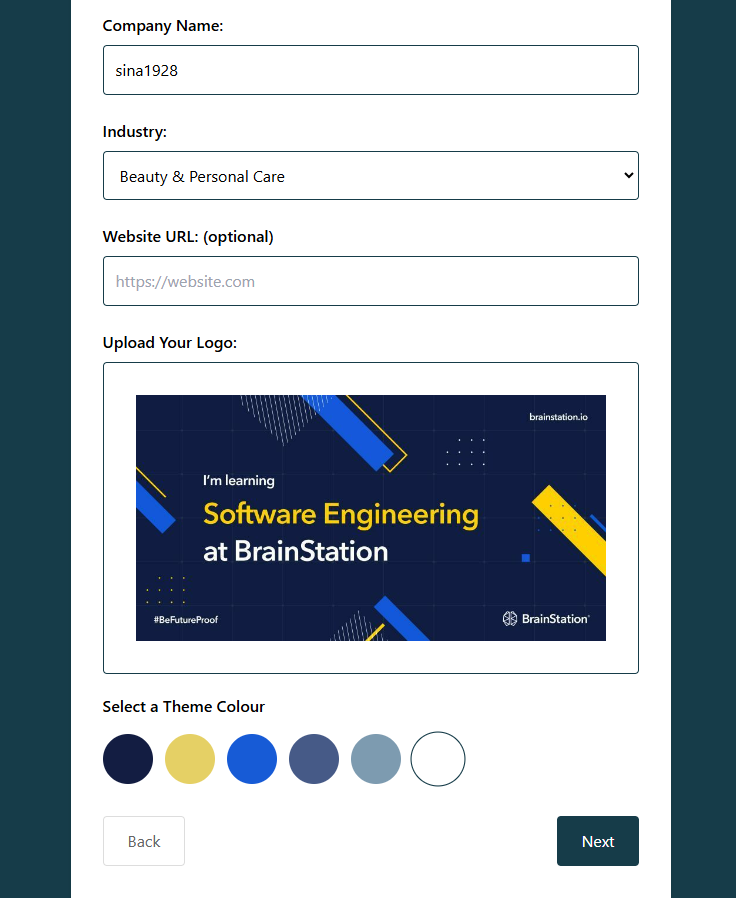 Company Name:
sina1928
Industry:
Beauty & Personal Care
Website URL: (optional)
https://website.com
Upload Your Logo:
brainstation.io
I'm learning
Software Engineering
at BrainStation
#BeFutureProof
BrainStation
Select a Theme Colour
Back
Next